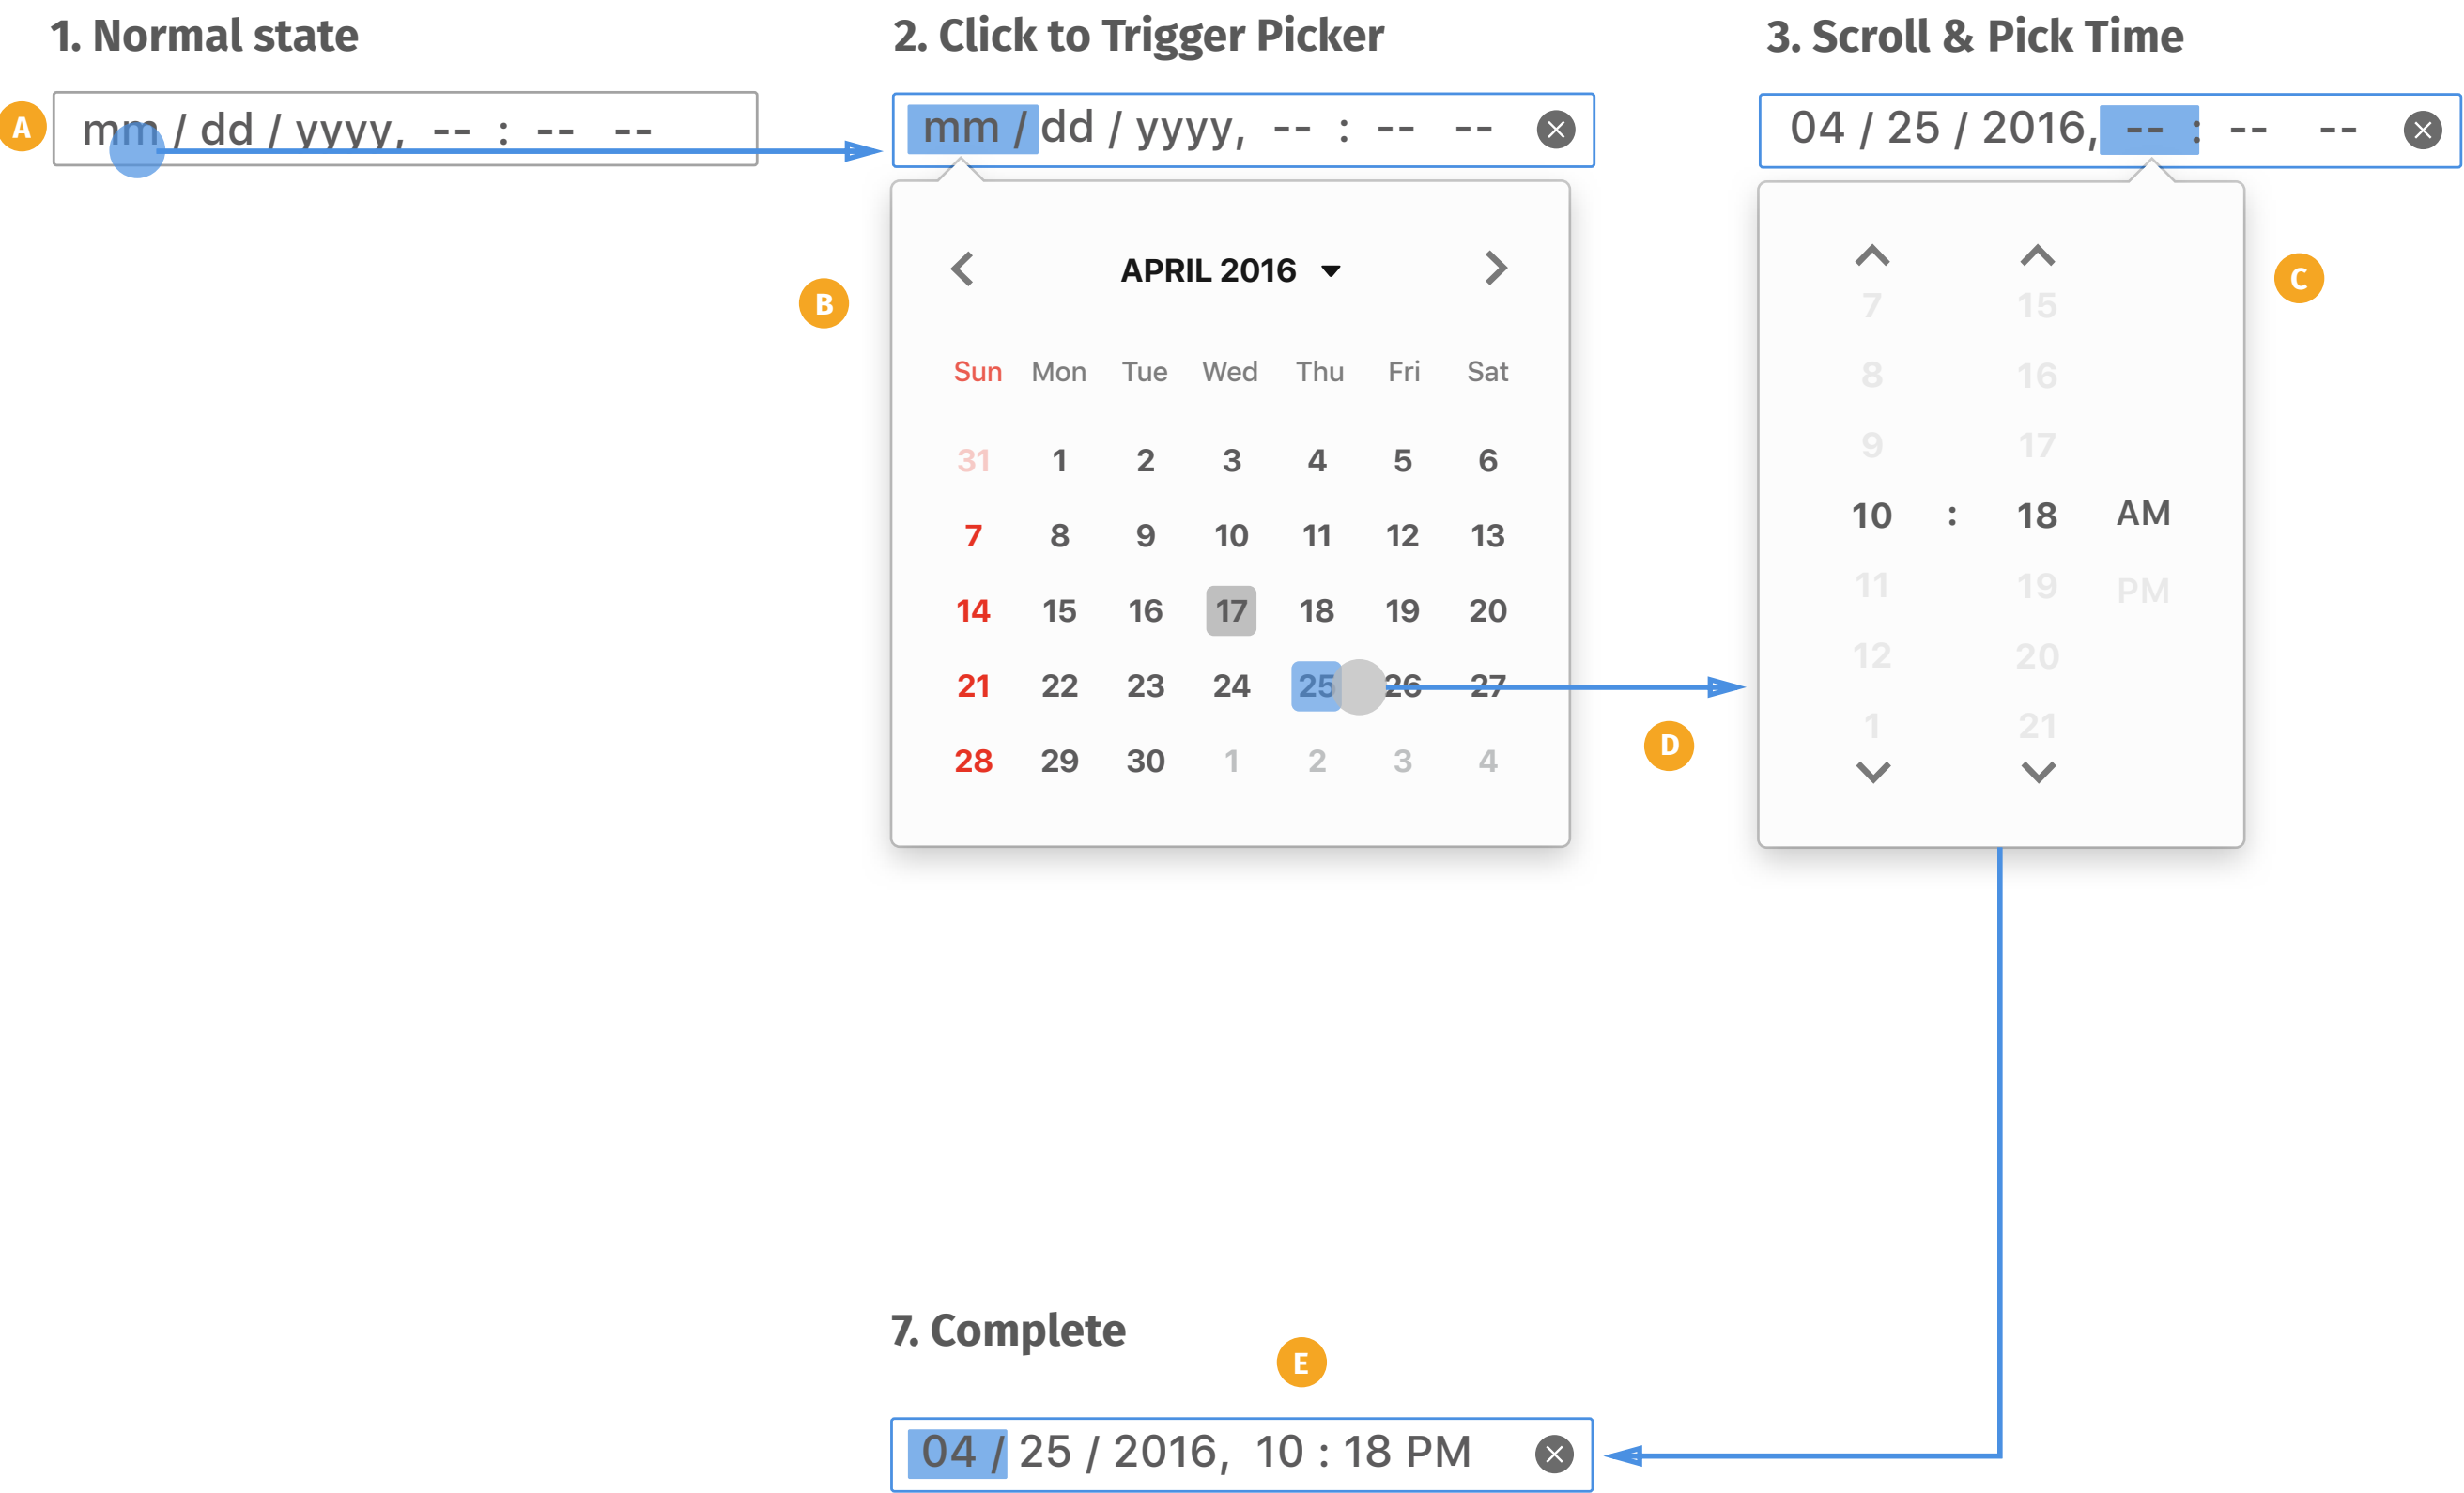 1. Normal state
A
mm / dd / yyyy, -- : -- --
2. Click to Trigger Picker
mm / dd / yyyy, -- : -- --
B
APRIL 2016
Sun Mon Tue Wed Thu Fri Sat
31 1 2 3 4 5 6
7 8 9 10 11 12 13
14 15 16 17 18 19 20
21 22 23 24 25 26 27
28 29 30 1 2 3 4
D
3. Scroll & Pick Time
04 / 25 / 2016, -- : -- --
C
7 15
8 16
9 17
10 : 18 AM
11 19 PM
12 20
1 21
7. Complete
E
04 / 25 / 2016, 10 : 18 PM